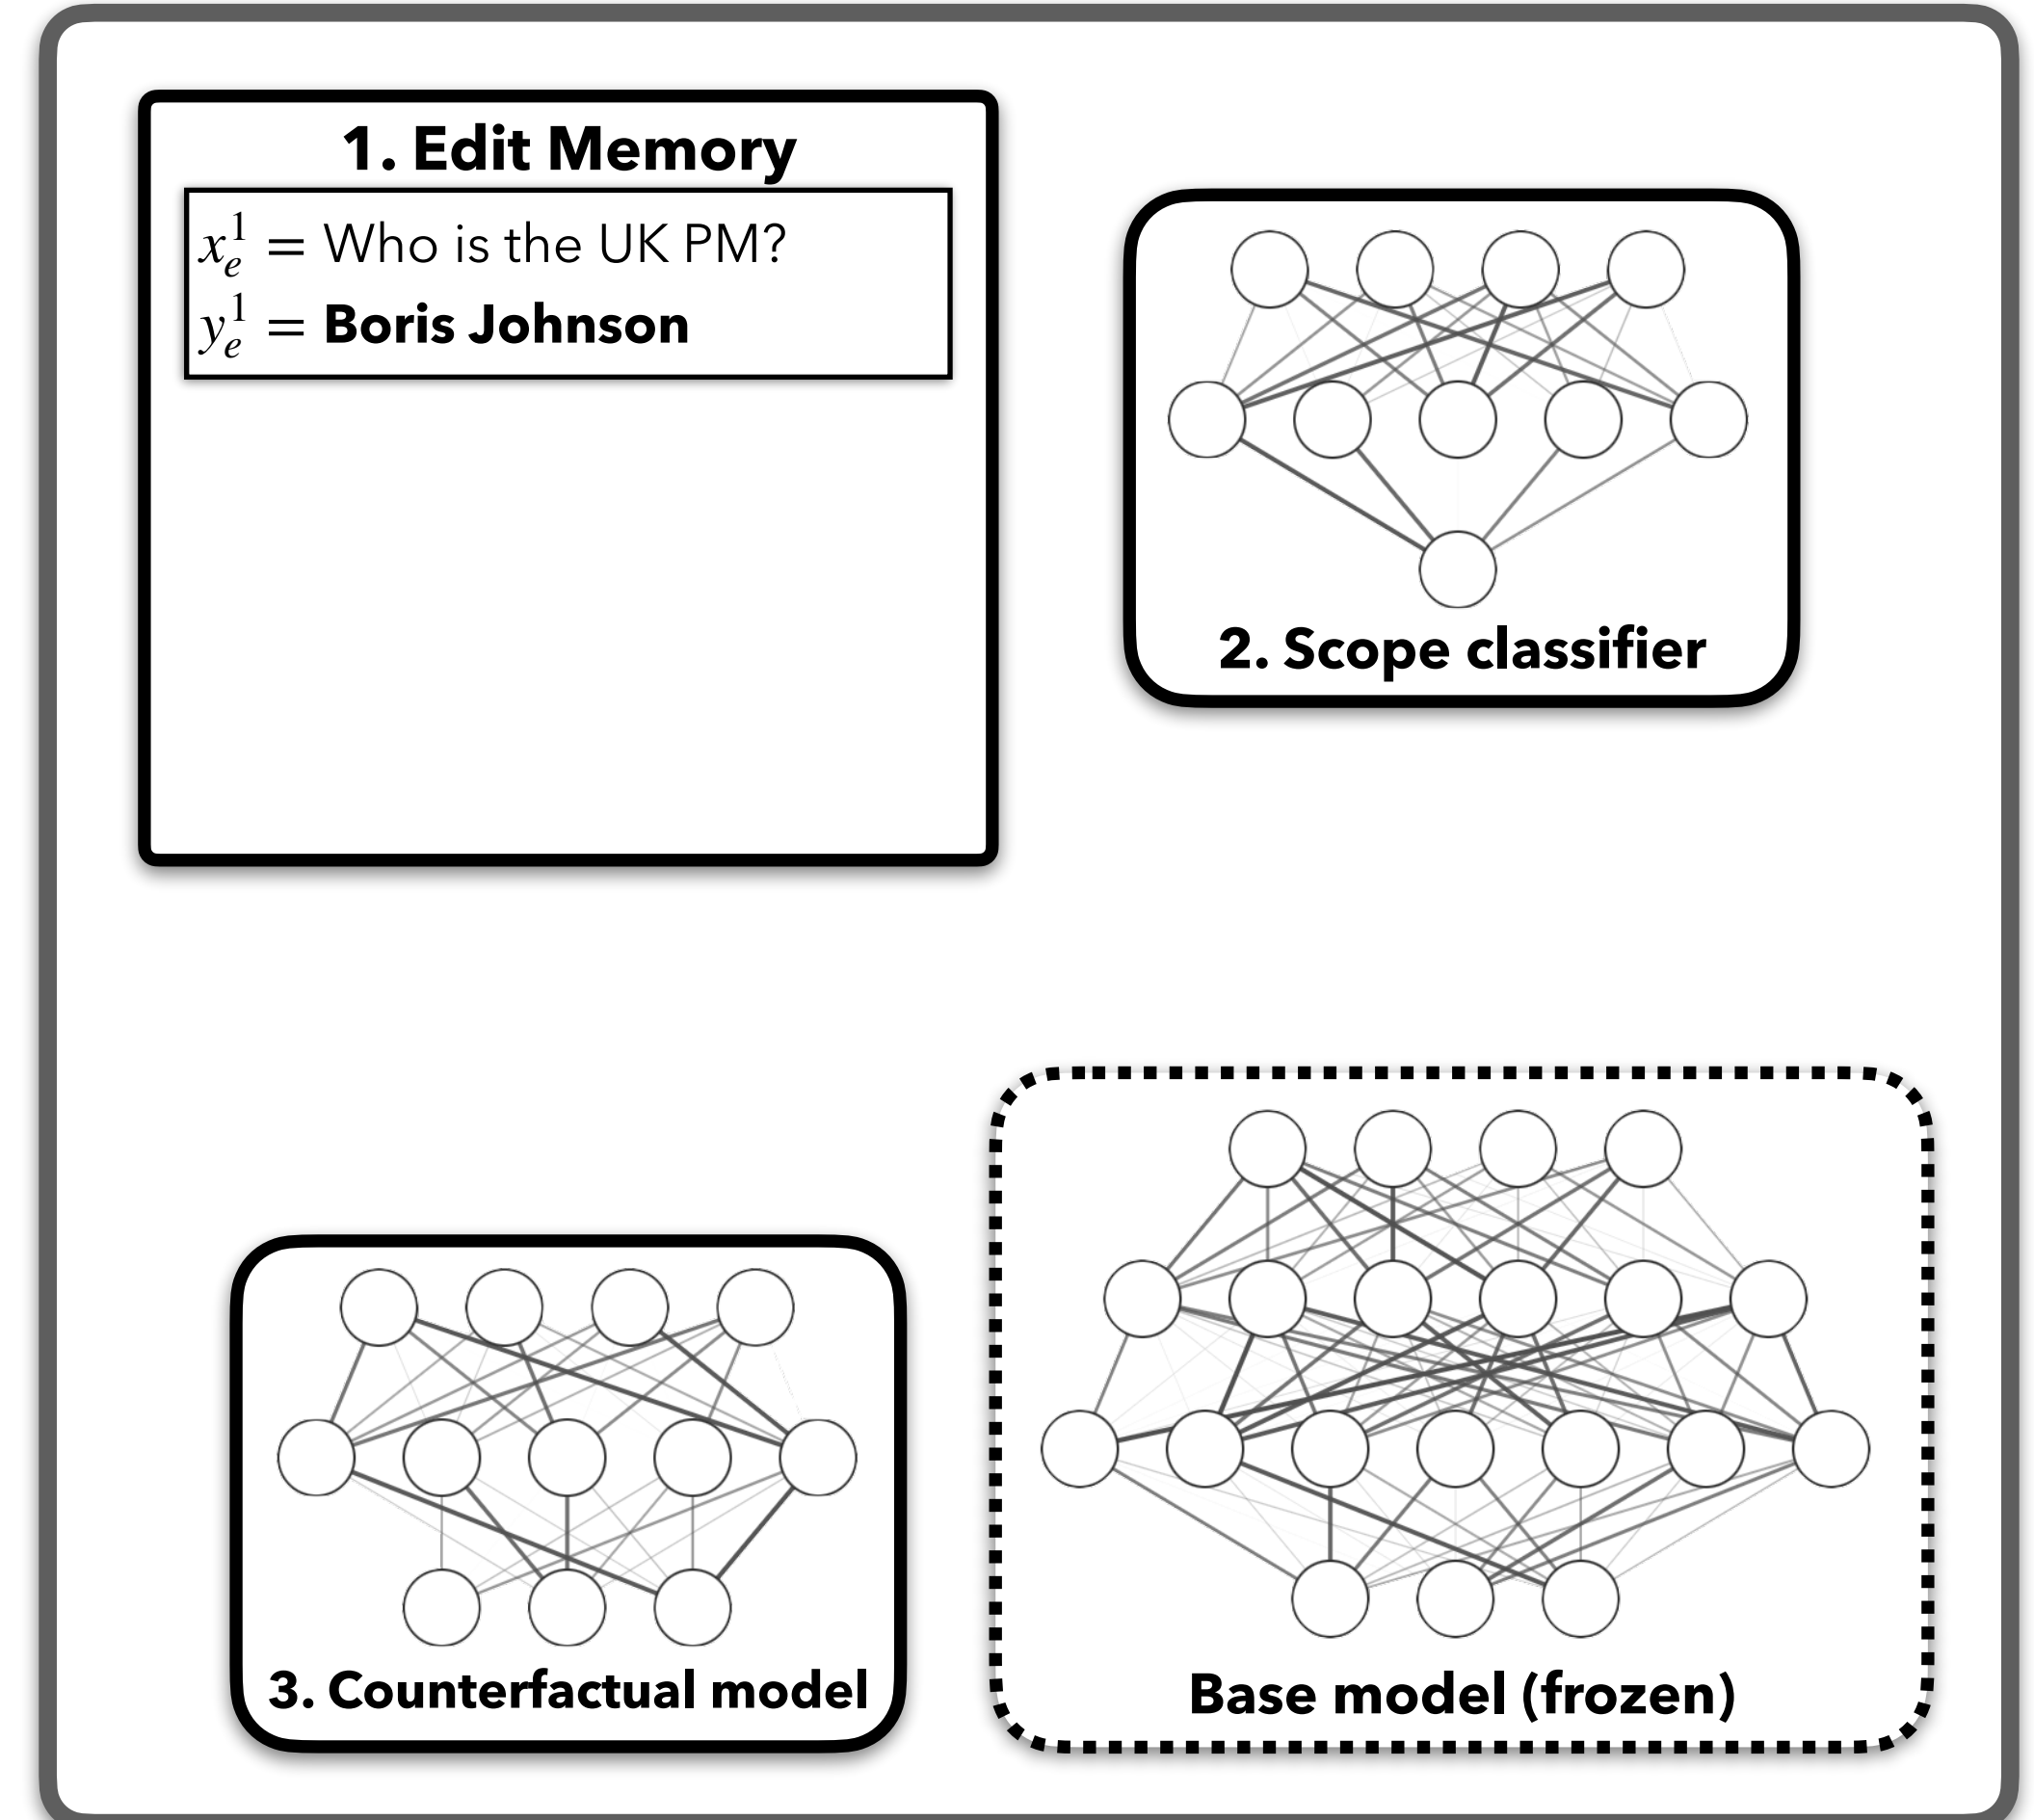 1. Edit Memory
x_e^1 = Who is the UK PM?
y_e^1 = Boris Johnson
2. Scope classifier
3. Counterfactual model
Base model (frozen)